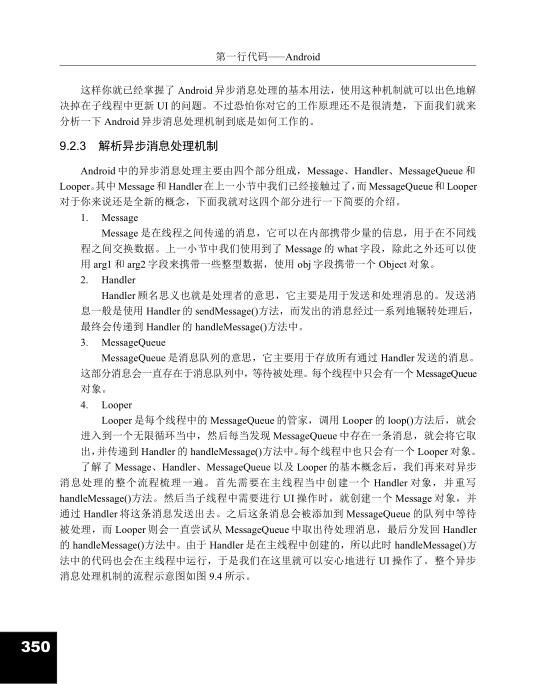 第一行代码——Android
这样你就已经掌握了 Android 异步消息处理的基本用法，使用这种机制就可以出色地解
决掉在子线程中更新 UI 的问题。不过恐怕你对它的工作原理还不是很清楚，下面我们就来
分析一下 Android 异步消息处理机制到底是如何工作的。
9.2.3 解析异步消息处理机制
Android 中的异步消息处理主要由四个部分组成，Message、Handler、MessageQueue 和
Looper。其中 Message 和 Handler 在上一小节中我们已经接触过了，而 MessageQueue 和 Looper
对于你来说还是全新的概念，下面我就对这四个部分进行一下简要的介绍。
1. Message
Message 是在线程之间传递的消息，它可以在内部携带少量的信息，用于在不同线
程之间交换数据。上一小节中我们使用到了 Message 的 what 字段，除此之外还可以使
用 arg1 和 arg2 字段来携带一些整型数据，使用 obj 字段携带一个 Object 对象。
2. Handler
Handler 顾名思义也就是处理者的意思，它主要是用于发送和处理消息的。发送消
息一般是使用 Handler 的 sendMessage()方法，而发出的消息经过一系列地辗转处理后，
最终会传递到 Handler 的 handleMessage()方法中。
3. MessageQueue
MessageQueue 是消息队列的意思，它主要用于存放所有通过 Handler 发送的消息。
这部分消息会一直存在于消息队列中，等待被处理。每个线程中只会有一个 MessageQueue
对象。
4. Looper
Looper 是每个线程中的 MessageQueue 的管家，调用 Looper 的 loop()方法后，就会
进入到一个无限循环当中，然后每当发现 MessageQueue 中存在一条消息，就会将它取
出，并传递到 Handler 的 handleMessage()方法中。每个线程中也只会有一个 Looper 对象。
了解了 Message、Handler、MessageQueue 以及 Looper 的基本概念后，我们再来对异步
消息处理的整个流程梳理一遍。首先需要在主线程当中创建一个 Handler 对象，并重写
handleMessage()方法。然后当子线程中需要进行 UI 操作时，就创建一个 Message 对象，并
通过 Handler 将这条消息发送出去。之后这条消息会被添加到 MessageQueue 的队列中等待
被处理，而 Looper 则会一直尝试从 MessageQueue 中取出待处理消息，最后分发回 Handler
的 handleMessage()方法中。由于 Handler 是在主线程中创建的，所以此时 handleMessage()方
法中的代码也会在主线程中运行，于是我们在这里就可以安心地进行 UI 操作了。整个异步
消息处理机制的流程示意图如图 9.4 所示。
350